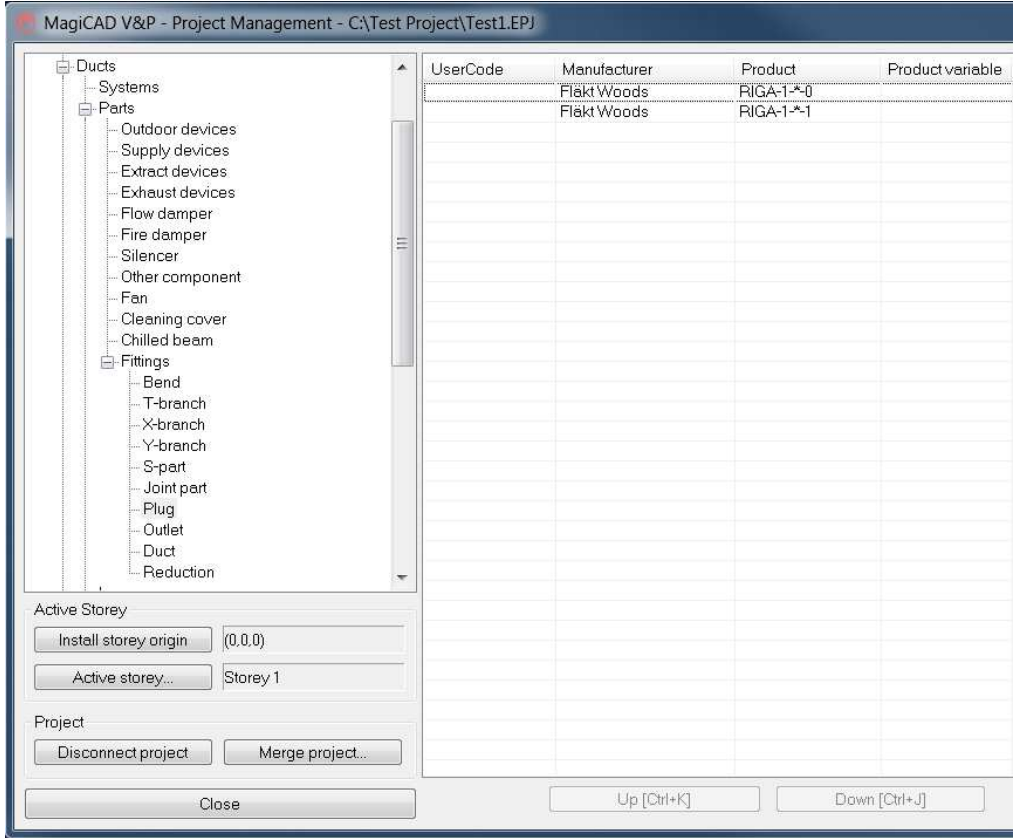 MagiCAD V&P - Project Management - C:\Test Project\Test1.EPJ
Ducts
Systems
Parts
Outdoor devices
Supply devices
Extract devices
Exhaust devices
Flow damper
Fire damper
Silencer
Other component
Fan
Cleaning cover
Chilled beam
Fittings
Bend
T-branch
X-branch
Y-branch
S-part
Joint part
Plug
Outlet
Duct
Reduction
Active Storey
Install storey origin (0,0,0)
Active storey... Storey 1
Project
Disconnect project Merge project...
Close
UserCode Manufacturer Product Product variable
Fläkt Woods RIGA-1-*-0
Fläkt Woods RIGA-1-*-1
Up [Ctrl+K] Down [Ctrl+J]